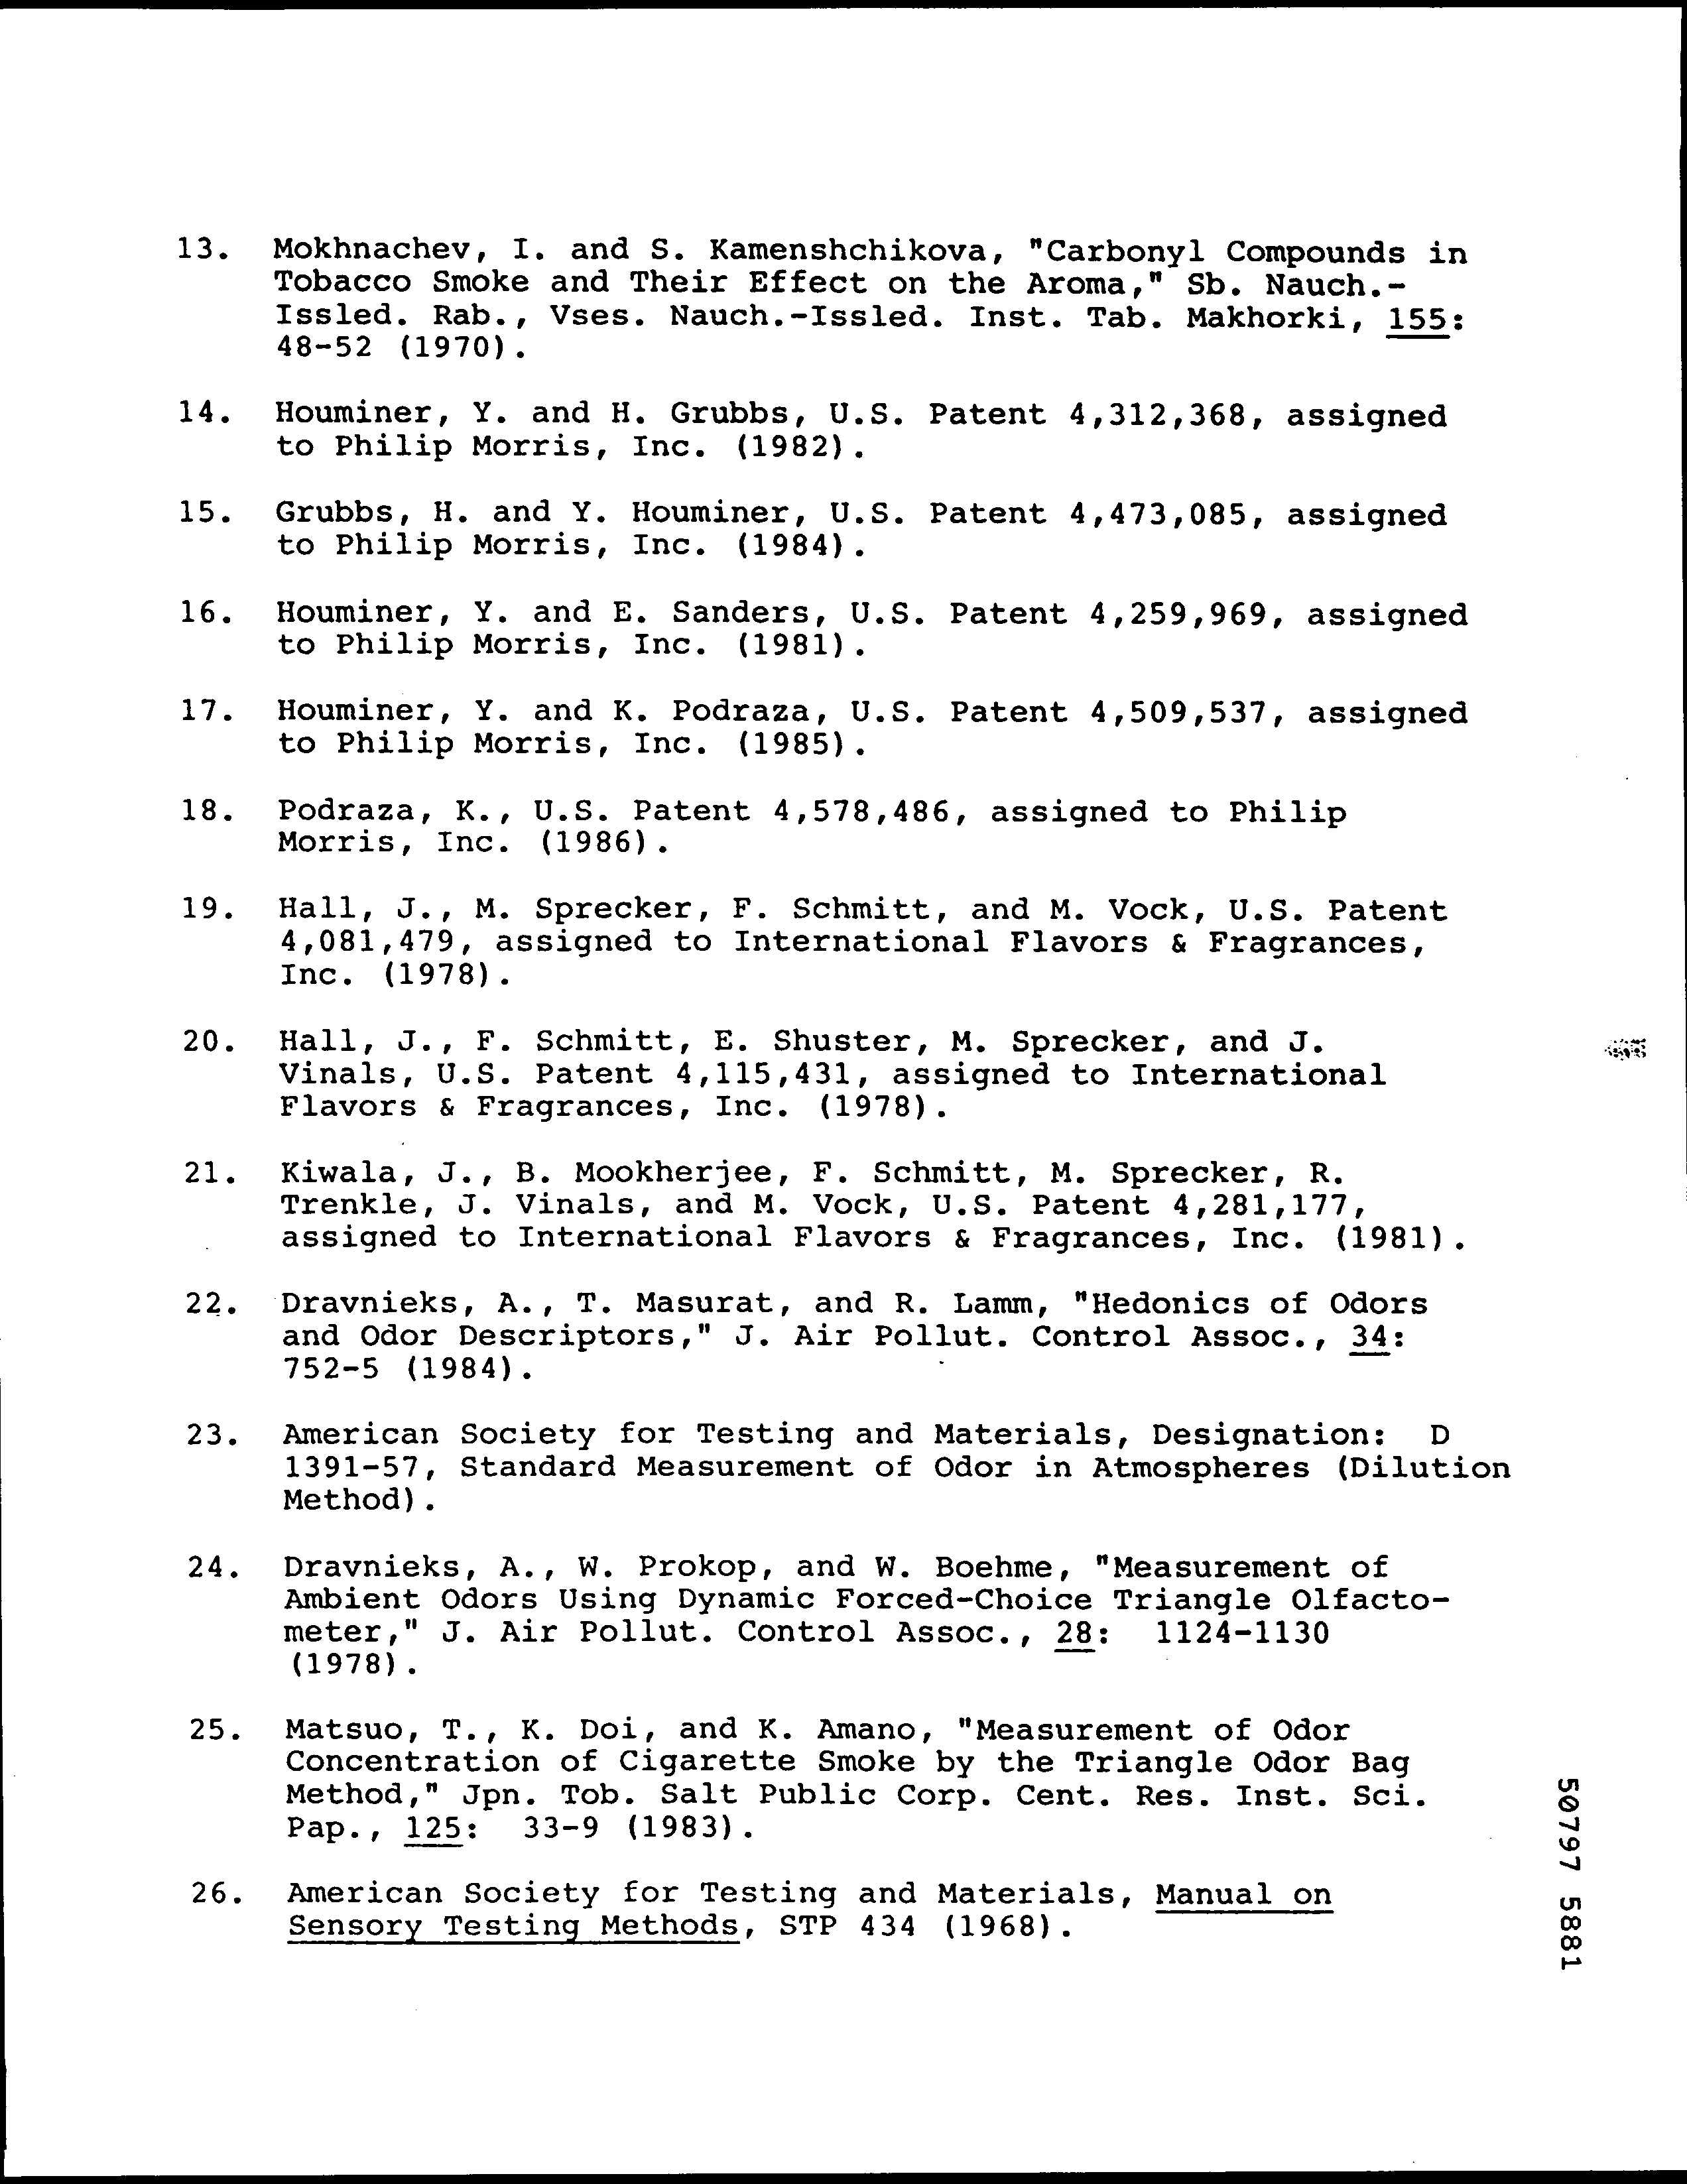 13. Mokhnachev, I. and S. Kamenshchikova, "Carbonyl Compounds in
Tobacco Smoke and Their Effect on the Aroma," Sb. Nauch.-
Issled. Rab., Vses. Nauch.-Issled. Inst. Tab. Makhorki, 155:
48-52 (1970).
14. Houminer, Y. and H. Grubbs, U.S. Patent 4,312,368, assigned
to Philip Morris, Inc. (1982).
15. Grubbs, H. and Y. Houminer, U.S. Patent 4,473,085, assigned
to Philip Morris, Inc. (1984).
16. Houminer, Y. and E. Sanders, U.S. Patent 4,259,969, assigned
to Philip Morris, Inc. (1981).
17. Houminer, Y. and K. Podraza, U.S. Patent 4,509,537, assigned
to Philip Morris, Inc. (1985).
18. Podraza, K., U.S. Patent 4,578,486, assigned to Philip
Morris, Inc. (1986).
19. Hall, J., M. Sprecker, F. Schmitt, and M. Vock, U.S. Patent
4,081,479, assigned to International Flavors & Fragrances,
Inc. (1978).
20. Hall, J., F. Schmitt, E. Shuster, M. Sprecker, and J.
Vinals, U.S. Patent 4,115,431, assigned to International
Flavors & Fragrances, Inc. (1978).
21. Kiwala, J., B. Mookherjee, F. Schmitt, M. Sprecker, R.
Trenkle, J. Vinals, and M. Vock, U.S. Patent 4,281,177,
assigned to International Flavors & Fragrances, Inc. (1981).
22. Dravnieks, A., T. Masurat, and R. Lamm, "Hedonics of Odors
and Odor Descriptors," J. Air Pollut. Control Assoc., 34:
752-5 (1984).
23. American Society for Testing and Materials, Designation: D
1391-57, Standard Measurement of Odor in Atmospheres (Dilution
Method).
24. Dravnieks, A., W. Prokop, and W. Boehme, "Measurement of
Ambient Odors Using Dynamic Forced-Choice Triangle Olfacto-
meter," J. Air Pollut. Control Assoc., 28: 1124-1130
(1978).
25. Matsuo, T., K. Doi, and K. Amano, "Measurement of Odor
Concentration of Cigarette Smoke by the Triangle Odor Bag
Method," Jpn. Tob. Salt Public Corp. Cent. Res. Inst. Sci.
Pap., 125: 33-9 (1983).
26. American Society for Testing and Materials, Manual on
Sensory Testing Methods, STP 434 (1968).
50797 5881